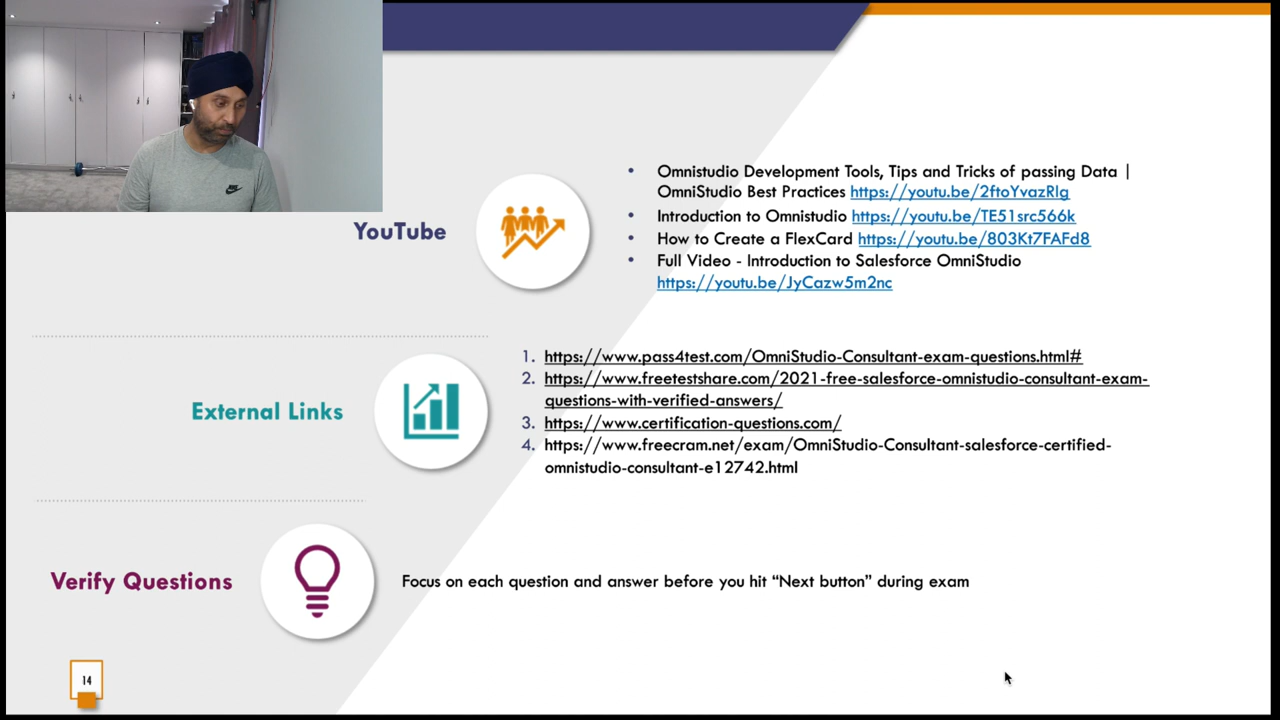 Omnistudio Development Tools, Tips and Tricks of passing Data |
OmniStudio Best Practices https://youtu.be/2ftoYvazRlg
Introduction to Omnistudio https://youtu.be/TE51src566k
How to Create a FlexCard https://youtu.be/803Kt7FAFd8
Full Video - Introduction to Salesforce OmniStudio
https://youtu.be/JyCazw5m2nc
YouTube
1. https://www.pass4test.com/OmniStudio-Consultant-exam-questions.html#
2. https://www.freetestshare.com/2021-free-salesforce-omnistudio-consultant-exam-
questions-with-verified-answers/
3. https://www.certification-questions.com/
4. https://www.freecram.net/exam/OmniStudio-Consultant-salesforce-certified-
omnistudio-consultant-e12742.html
External Links
Verify Questions
Focus on each question and answer before you hit “Next button” during exam
14